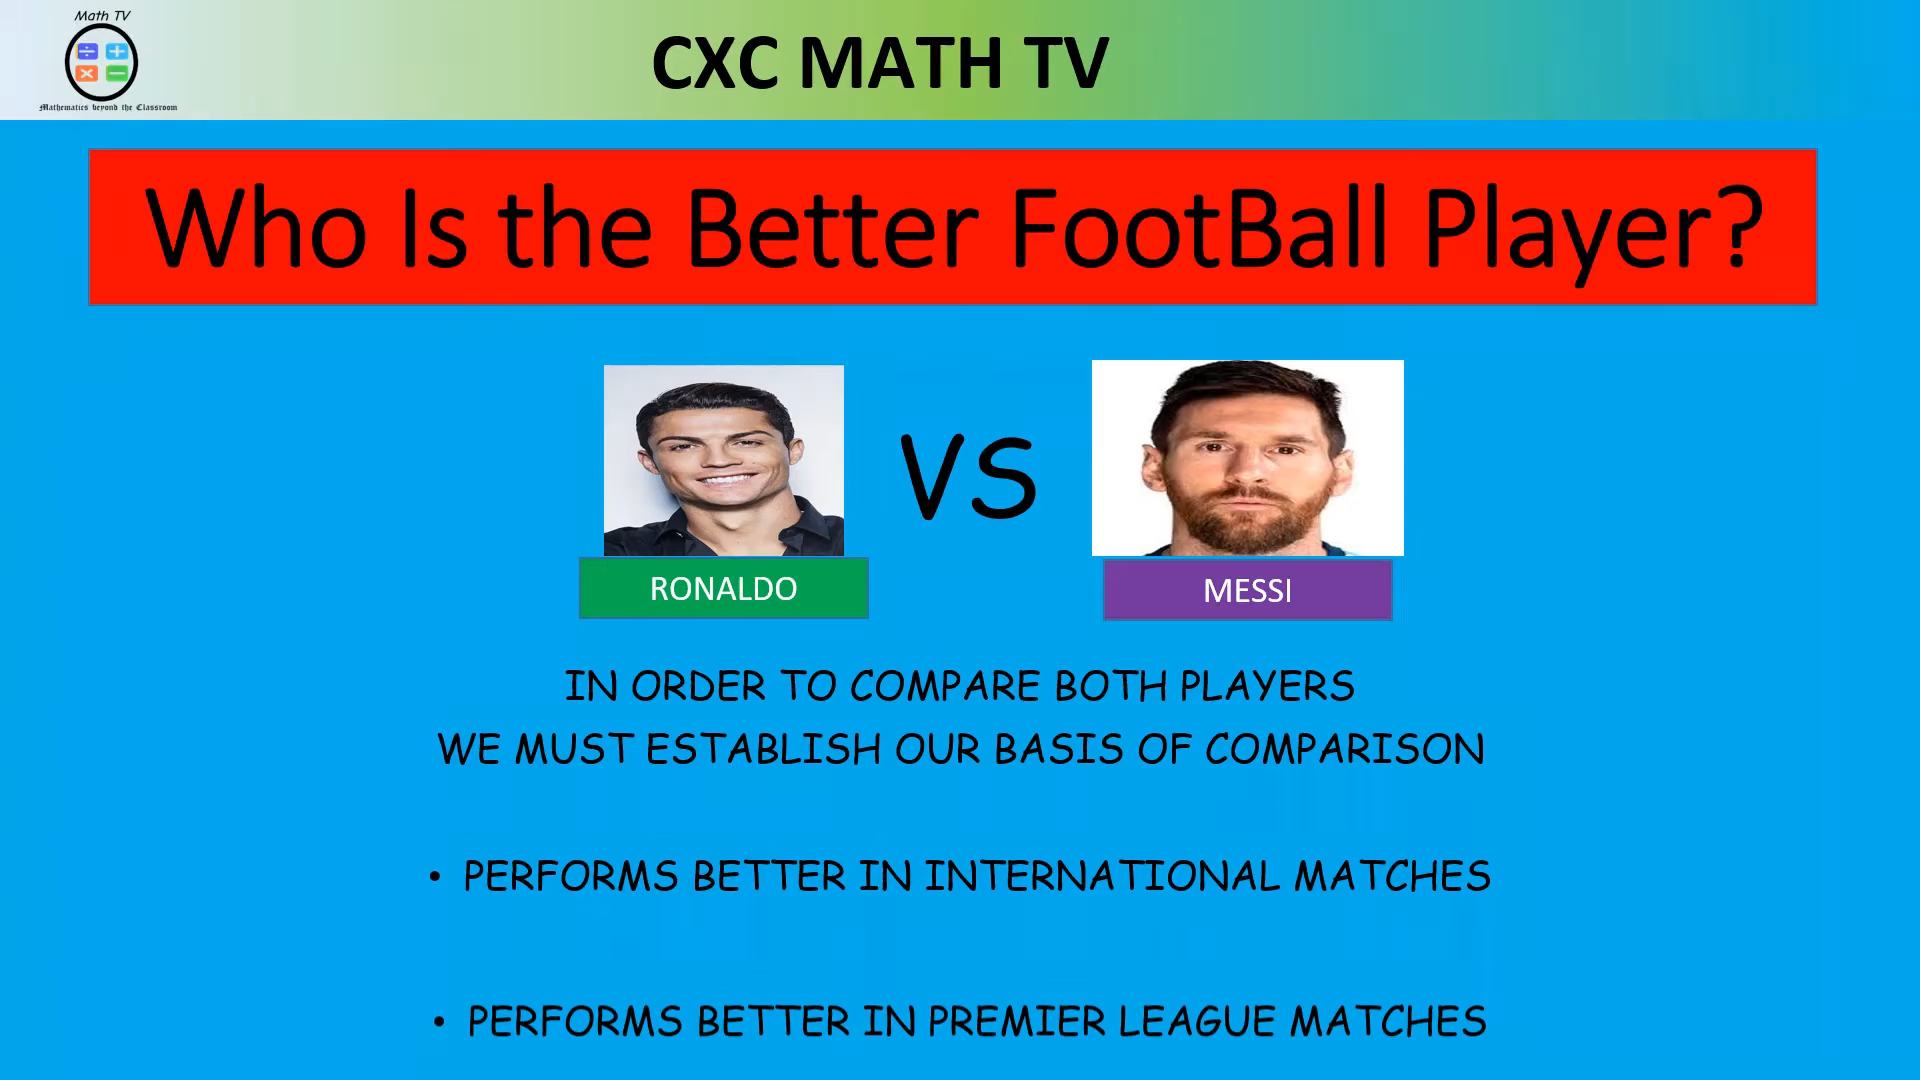 Math TV
Mathematics beyond the Classroom
CXC MATH TV
Who Is the Better FootBall Player?
VS
RONALDO
MESSI
IN ORDER TO COMPARE BOTH PLAYERS
WE MUST ESTABLISH OUR BASIS OF COMPARISON
• PERFORMS BETTER IN INTERNATIONAL MATCHES
• PERFORMS BETTER IN PREMIER LEAGUE MATCHES